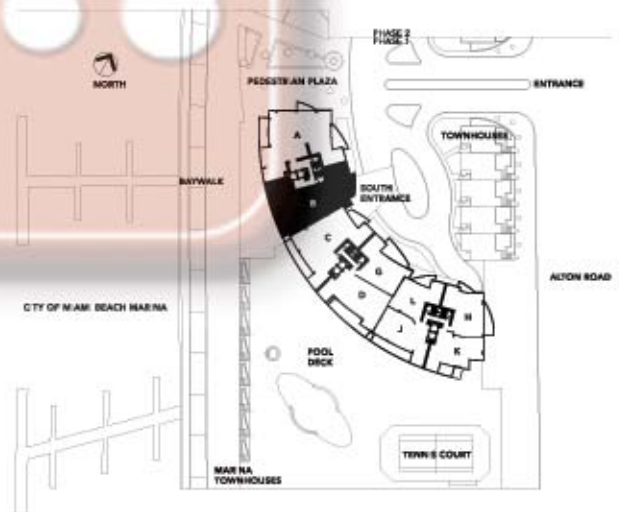 PHASE 2
PHASE 1
NORTH
PEDESTRIAN PLAZA
ENTRANCE
A
TOWNHOUSES
BAYWALK
B
SOUTH
ENTRANCE
C
G
ALTON ROAD
D
L
H
CITY OF MIAMI BEACH MARINA
J
K
POOL
DECK
TENNIS COURT
MARINA
TOWNHOUSES